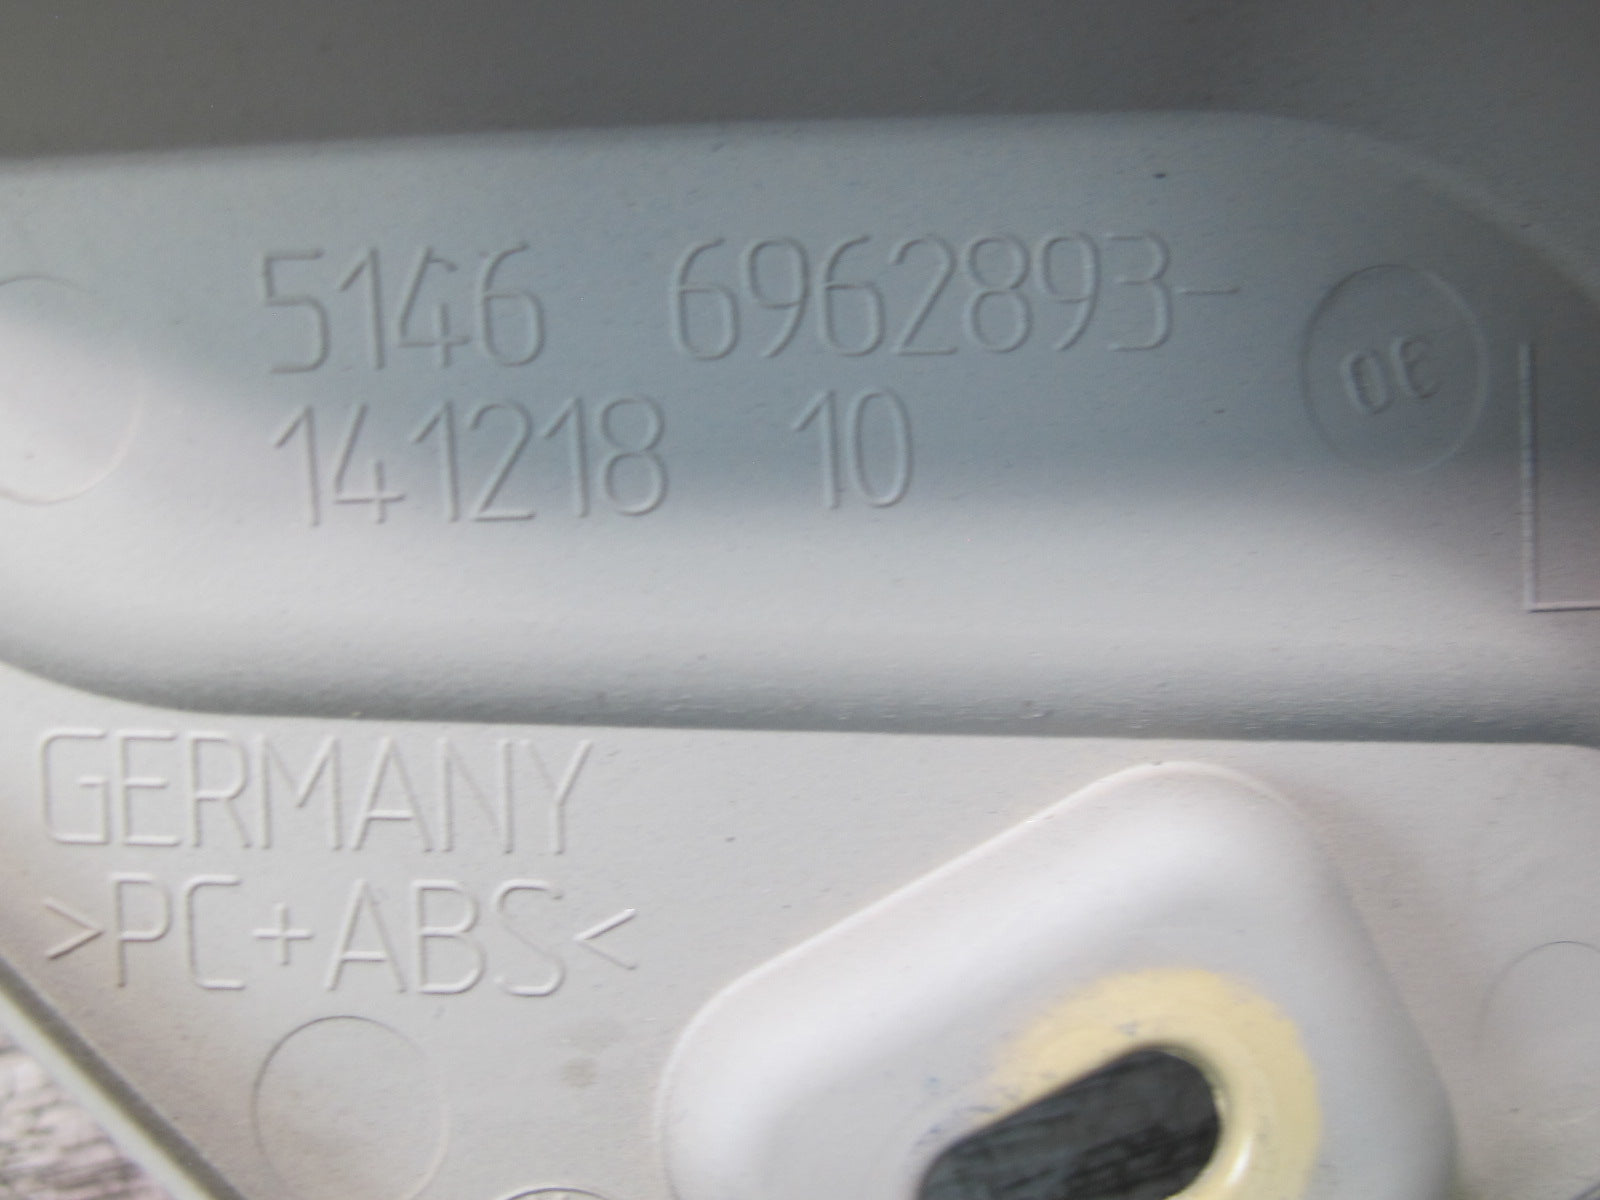 5146 6962893-
141218 10
DE
GERMANY
>PC+ABS<